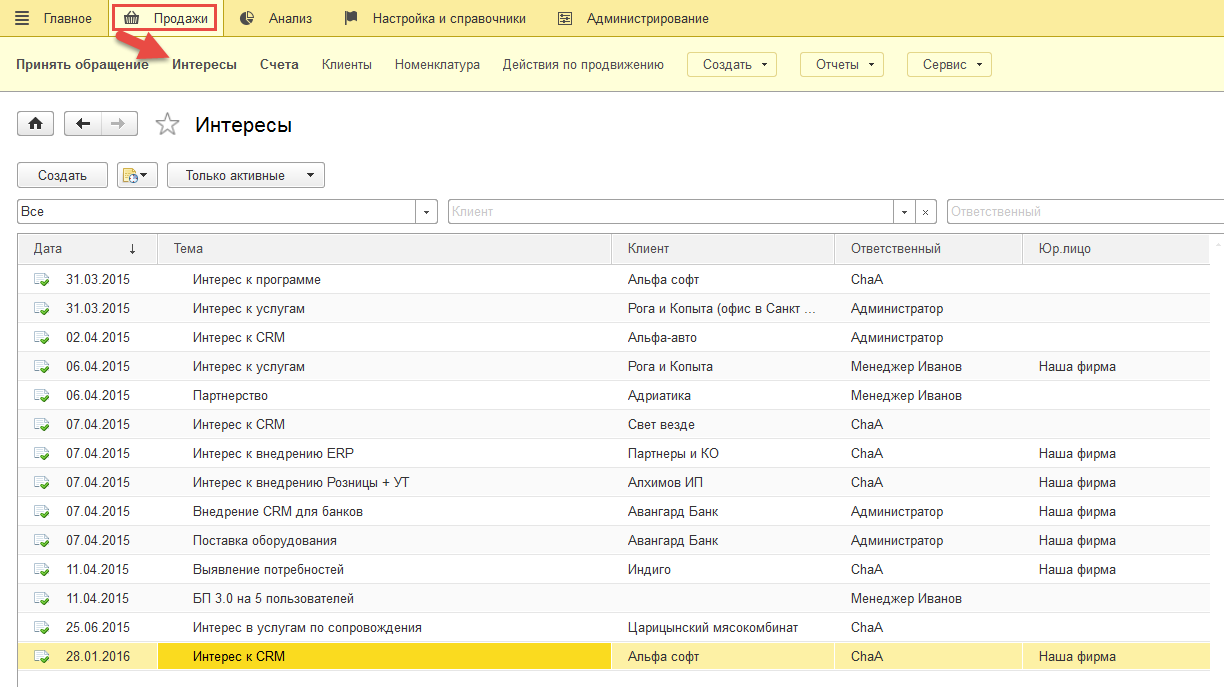 Главное Продажи Анализ Настройка и справочники Администрирование
Принять обращение Интересы Счета Клиенты Номенклатура Действия по продвижению Создать Отчеты Сервис
Интересы
Создать Только активные
Все Клиент Ответственный
Дата Тема Клиент Ответственный Юр.лицо
31.03.2015 Интерес к программе Альфа софт ChaA
31.03.2015 Интерес к услугам Рога и Копыта (офис в Санкт ... Администратор
02.04.2015 Интерес к CRM Альфа-авто Администратор
06.04.2015 Интерес к услугам Рога и Копыта Менеджер Иванов Наша фирма
06.04.2015 Партнерство Адриатика Менеджер Иванов
07.04.2015 Интерес к CRM Свет везде ChaA
07.04.2015 Интерес к внедрению ERP Партнеры и КО ChaA Наша фирма
07.04.2015 Интерес к внедрению Розницы + УТ Алхимов ИП ChaA Наша фирма
07.04.2015 Внедрение CRM для банков Авангард Банк Администратор Наша фирма
07.04.2015 Поставка оборудования Авангард Банк Администратор Наша фирма
11.04.2015 Выявление потребностей Индиго ChaA Наша фирма
11.04.2015 БП 3.0 на 5 пользователей Менеджер Иванов
25.06.2015 Интерес в услугам по сопровождения Царицынский мясокомбинат ChaA
28.01.2016 Интерес к CRM Альфа софт ChaA Наша фирма